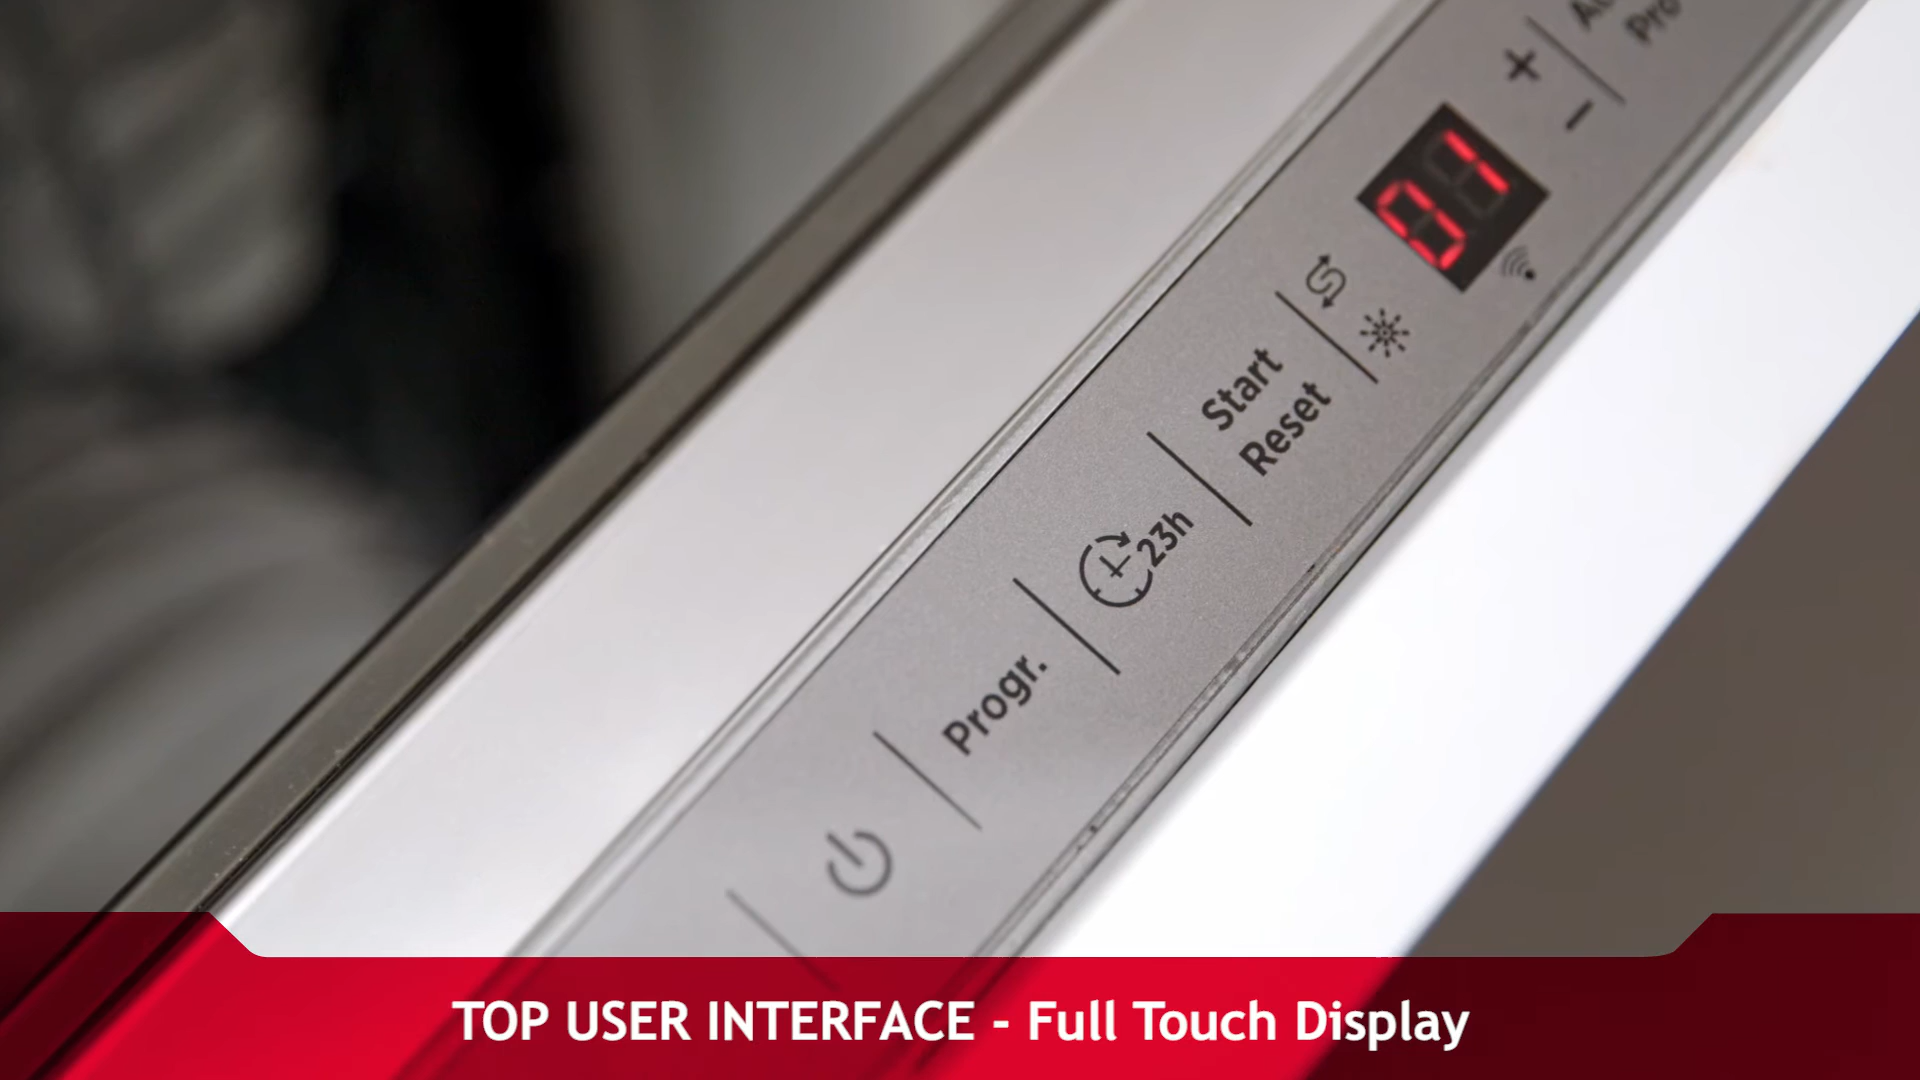 +
-
Progr.
23h
Start
Reset
TOP USER INTERFACE - Full Touch Display